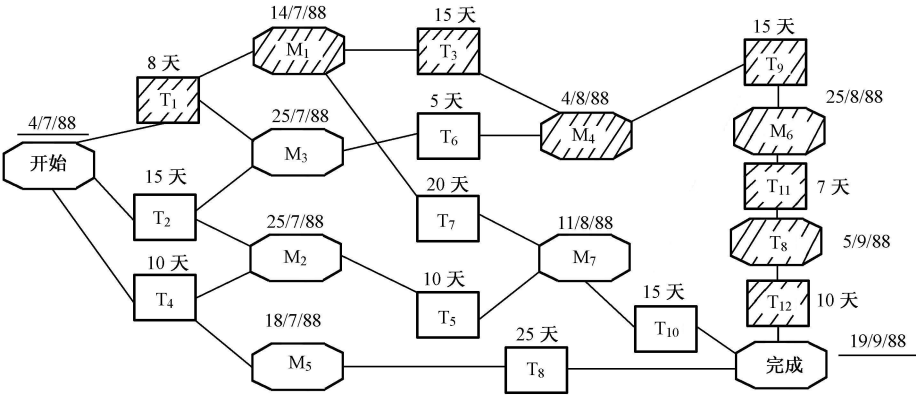 14/7/88
15 天
15 天
M₁
T₃
T₉
8 天
T₁
4/7/88
25/7/88
5 天
4/8/88
25/8/88
开始
M₃
T₆
M₄
M₆
15 天
T₂
20 天
T₇
T₁₁
7 天
25/7/88
M₂
11/8/88
M₇
T₈
5/9/88
10 天
T₄
10 天
T₅
15 天
T₁₀
T₁₂
10 天
18/7/88
M₅
25 天
T₈
完成
19/9/88